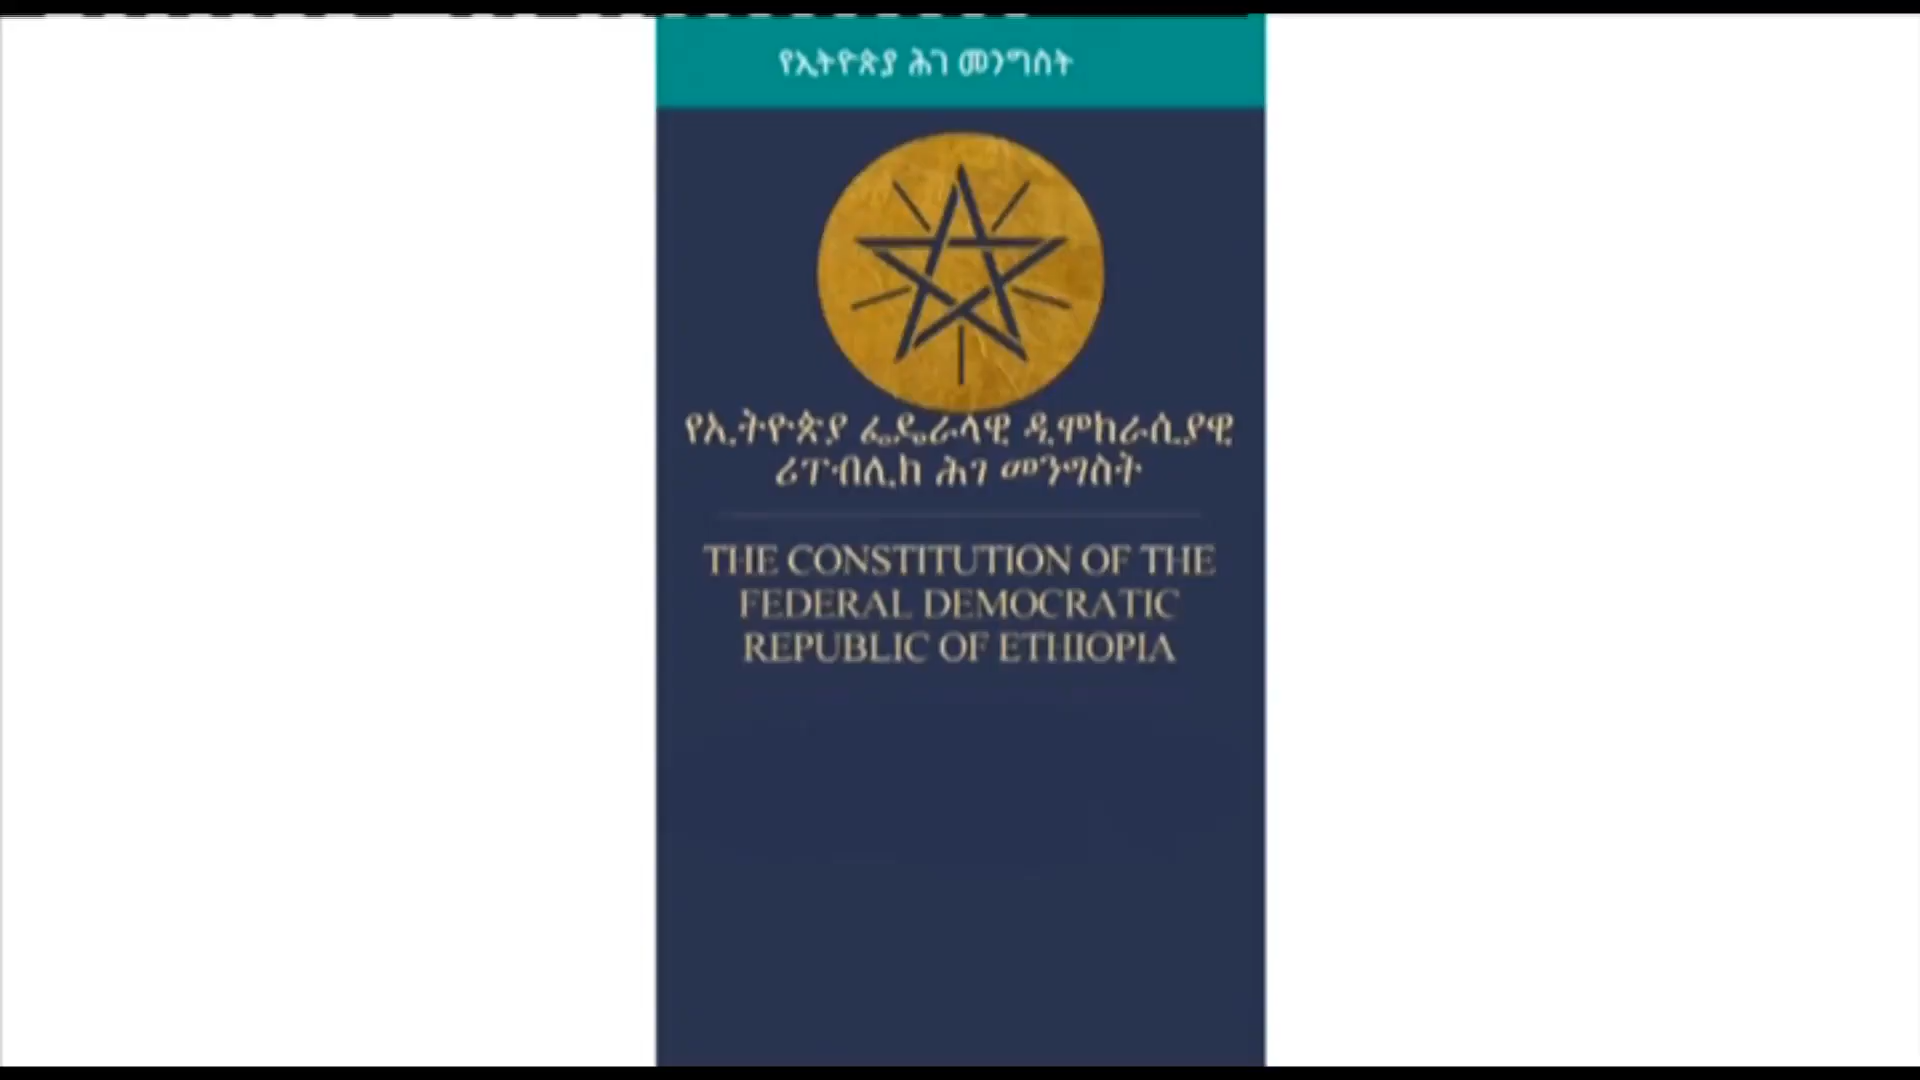 የኢትዮጵያ ሕገ መንግስት
የኢትዮጵያ ፌዴራላዊ ዲሞክራሲያዊ
ሪፐብሊክ ሕገ መንግስት
THE CONSTITUTION OF THE
FEDERAL DEMOCRATIC
REPUBLIC OF ETHIOPIA